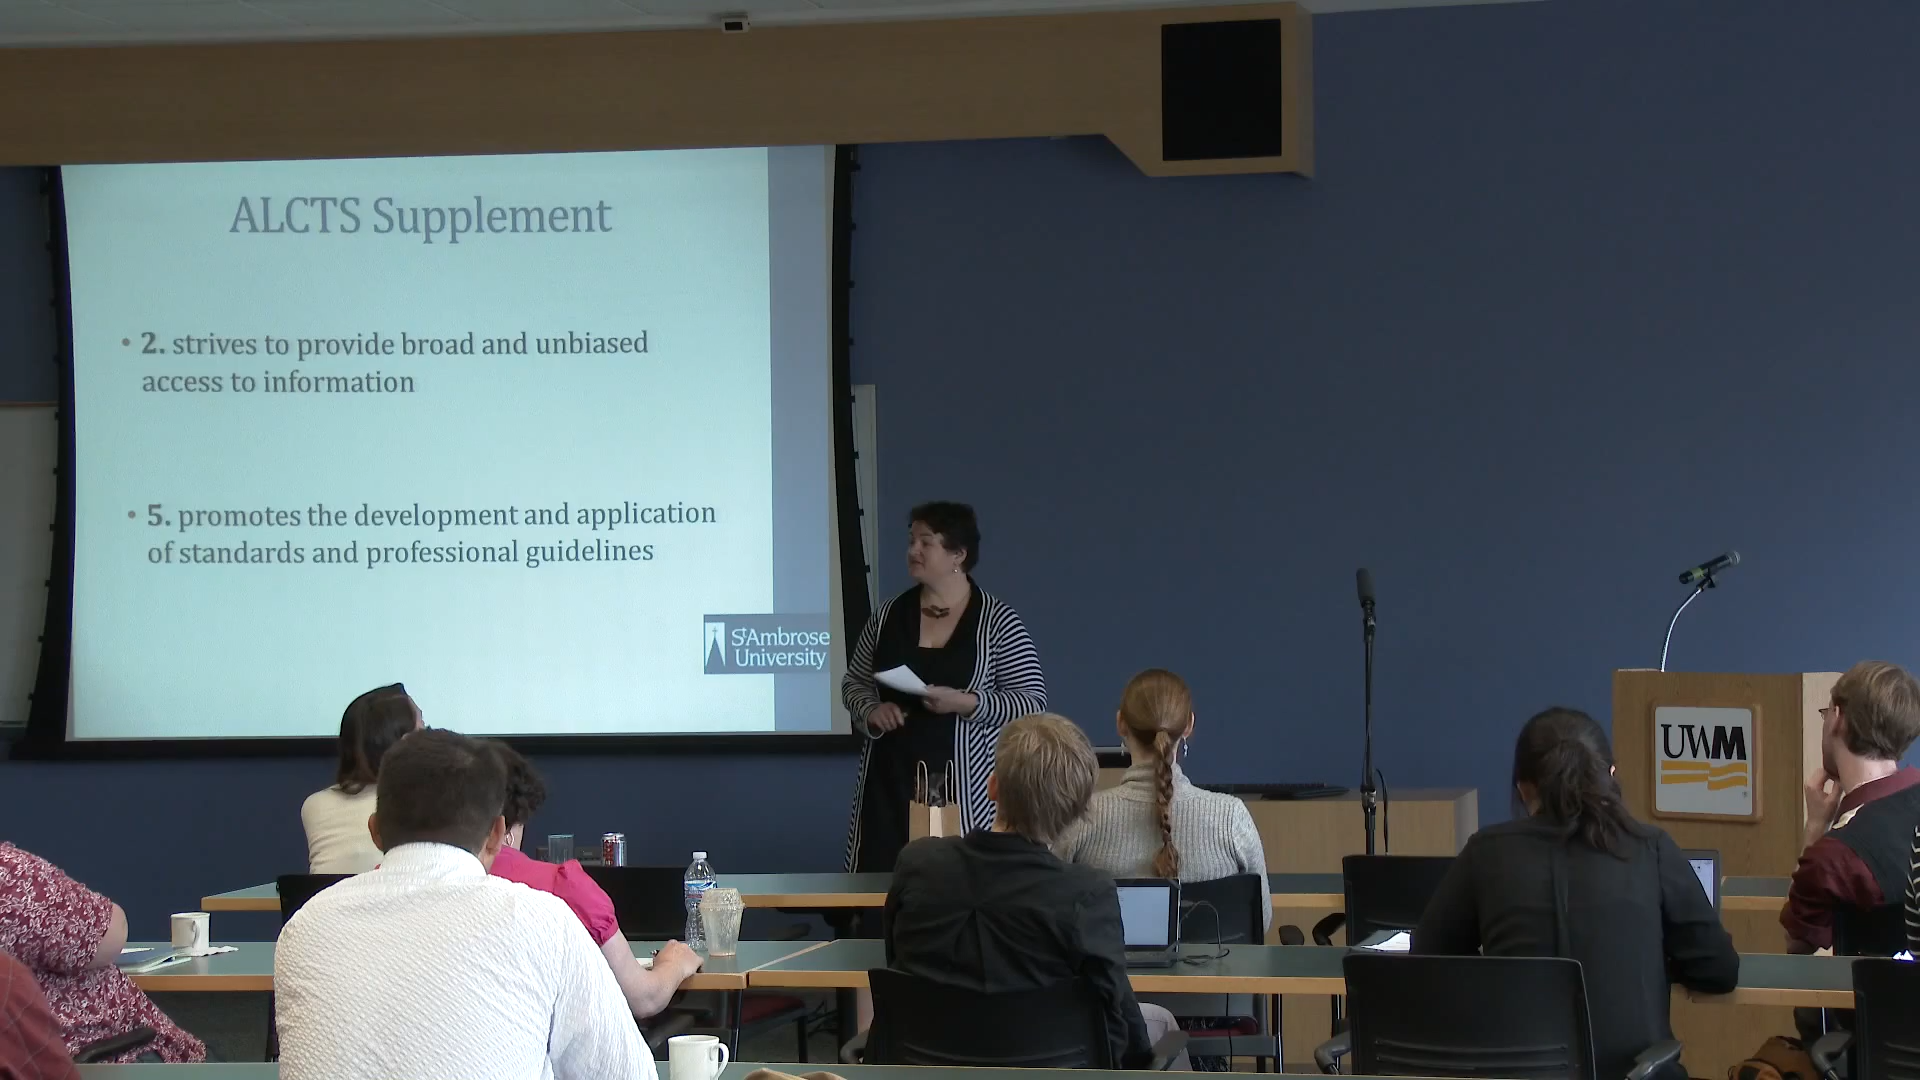 ALCTS Supplement
• 2. strives to provide broad and unbiased
access to information
• 5. promotes the development and application
of standards and professional guidelines
St Ambrose
University
UWM